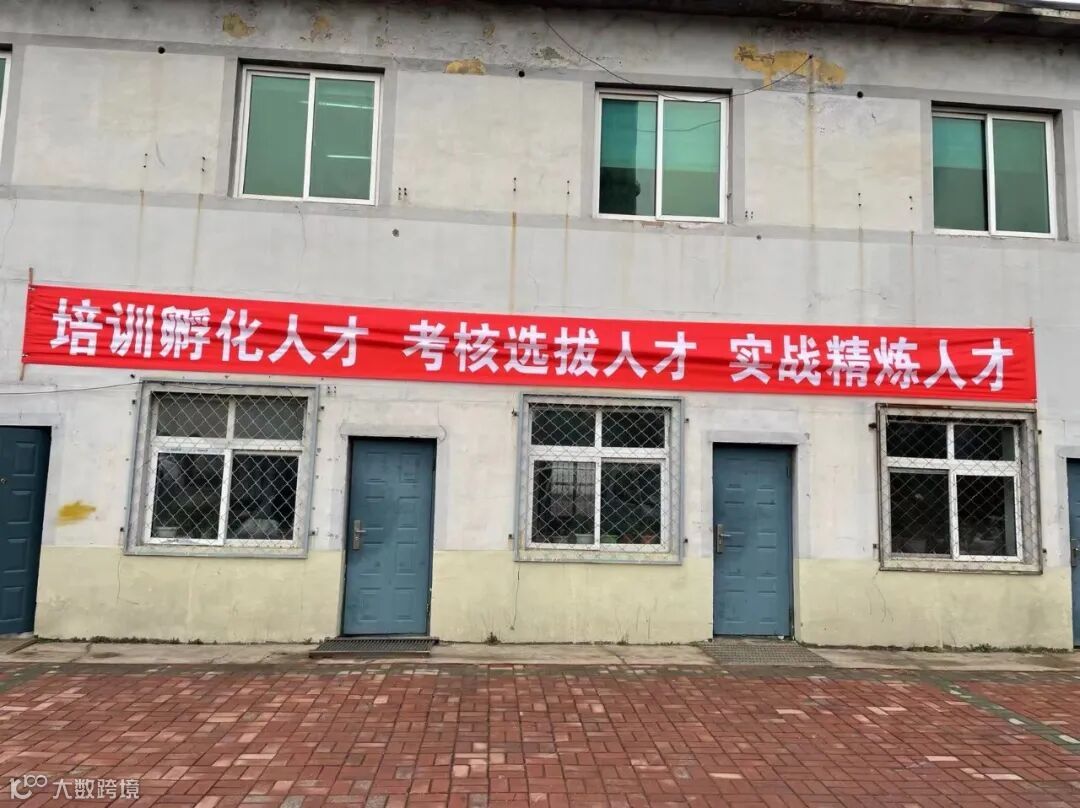 培训孵化人才 考核选拔人才 实战精炼人才
大数跨境